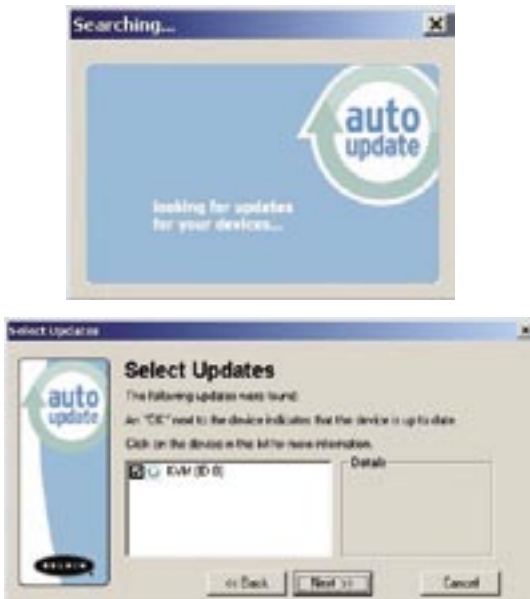 Searching...
auto
update
looking for updates
for your devices...
Select Updates
auto
update
Select Updates
The following updates were found:
An "OK" next to the device indicates that the device is up to date
Click on the device in the list for more information.
KVM (ID 0)
Details
BELKIN
<< Back
Next >>
Cancel